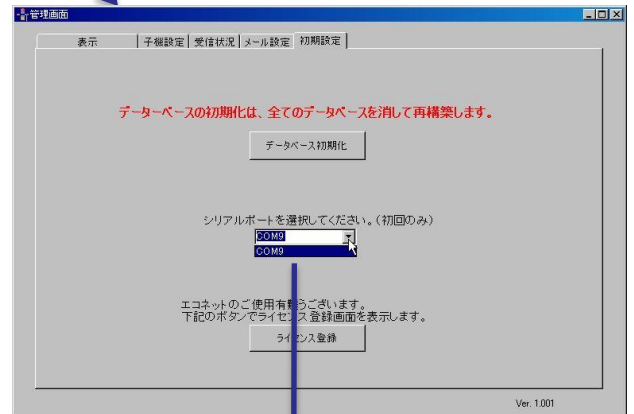 管理画面
表示 子機設定 受信状況 メール設定 初期設定
データーベースの初期化は、全てのデータベースを消して再構築します。
データベース初期化
シリアルポートを選択してください。(初回のみ)
COM9
COM9
エコネットのご使用有難うございます。
下記のボタンでライセンス登録画面を表示します。
ライセンス登録
Ver. 1.001